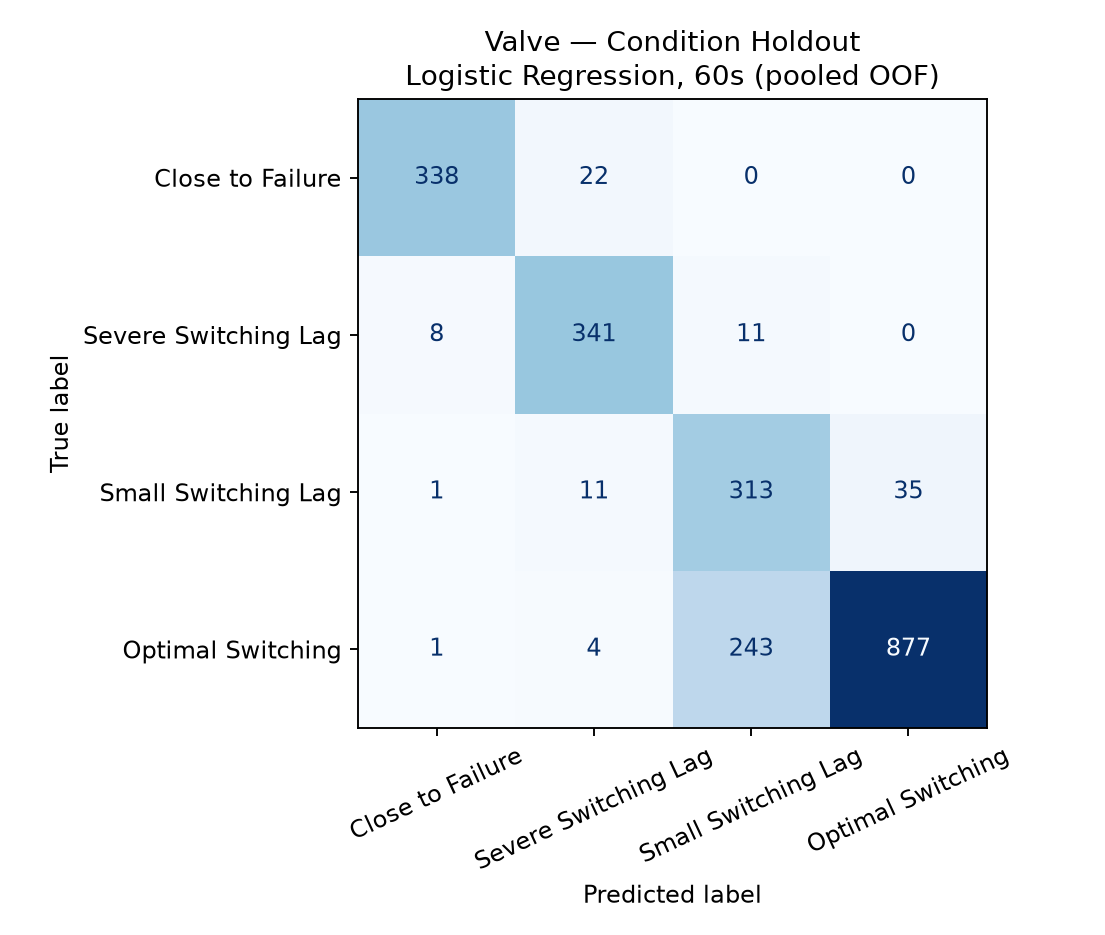 Valve — Condition Holdout
Logistic Regression, 60s (pooled OOF)
True label
Close to Failure 338 22 0 0
Severe Switching Lag 8 341 11 0
Small Switching Lag 1 11 313 35
Optimal Switching 1 4 243 877
Close to Failure Severe Switching Lag Small Switching Lag Optimal Switching
Predicted label